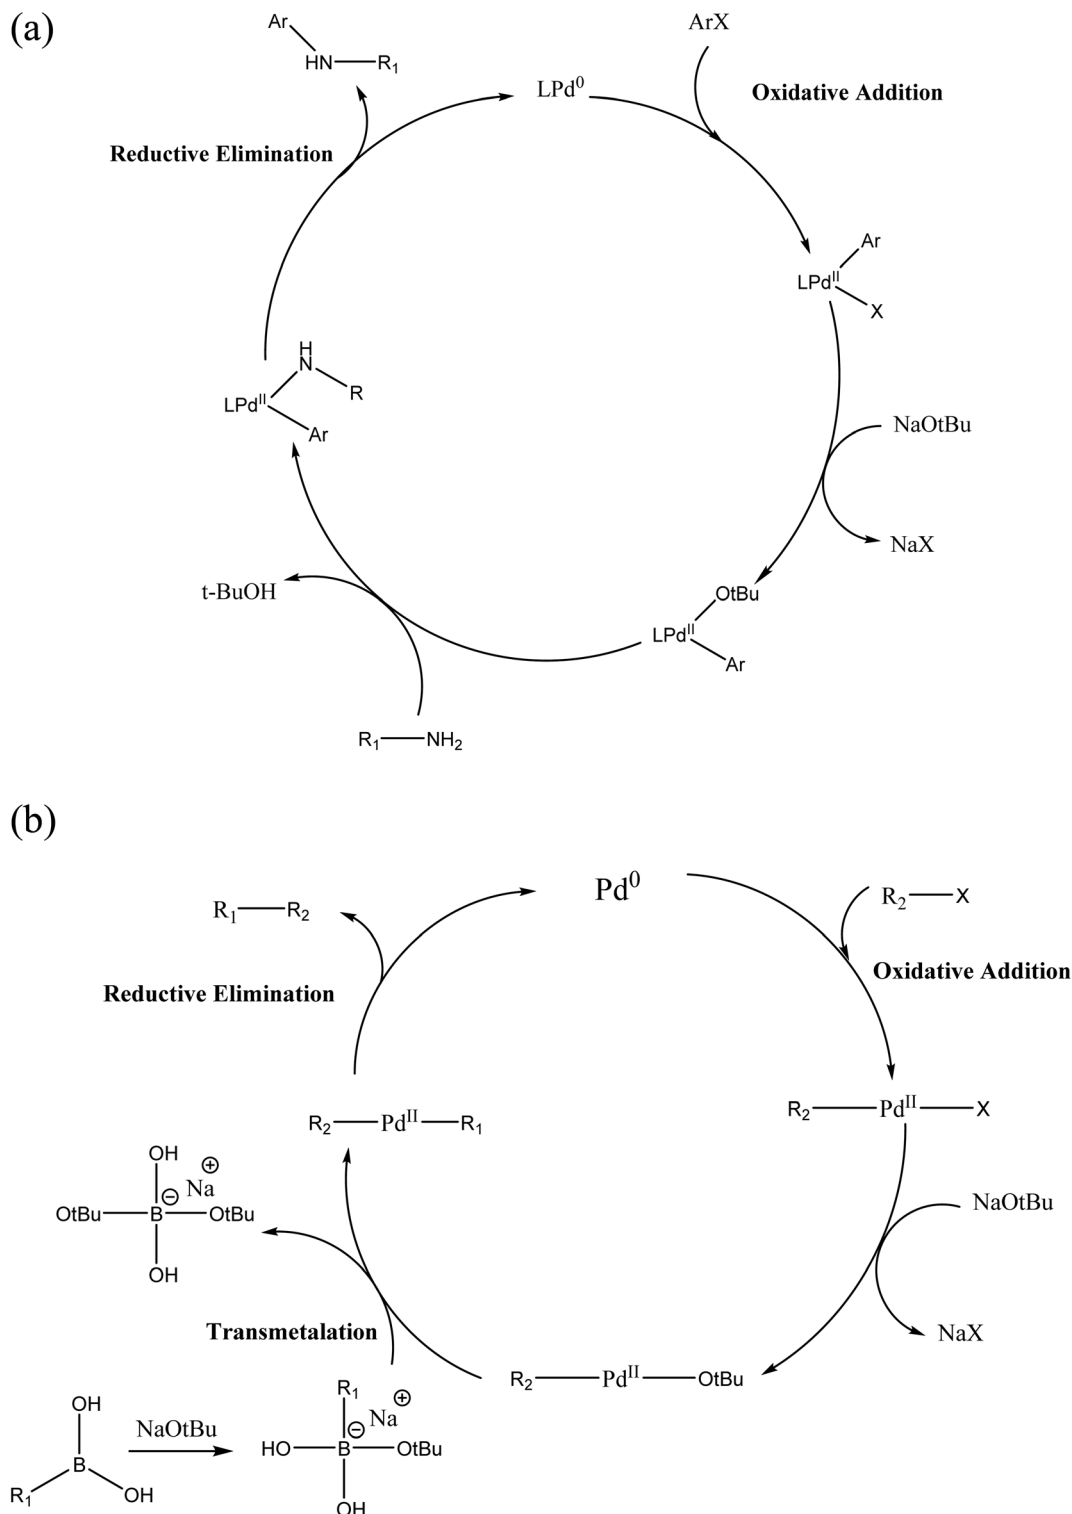 (a)
Ar
HN—R₁
LPd⁰
ArX
Oxidative Addition
Reductive Elimination
Ar
LPdᴵᴵ
X
H
N
R
LPdᴵᴵ
Ar
NaOtBu
NaX
t-BuOH
OtBu
LPdᴵᴵ
Ar
R₁—NH₂
(b)
Pd⁰
R₂—X
R₁—R₂
Oxidative Addition
Reductive Elimination
R₂—Pdᴵᴵ—X
R₂—Pdᴵᴵ—R₁
OH
Na⊕
OtBu—B⊖—OtBu
OH
NaOtBu
NaX
Transmetalation
R₂—Pdᴵᴵ—OtBu
OH
B
R₁
OH
NaOtBu
R₁
Na⊕
HO—B⊖—OtBu
OH